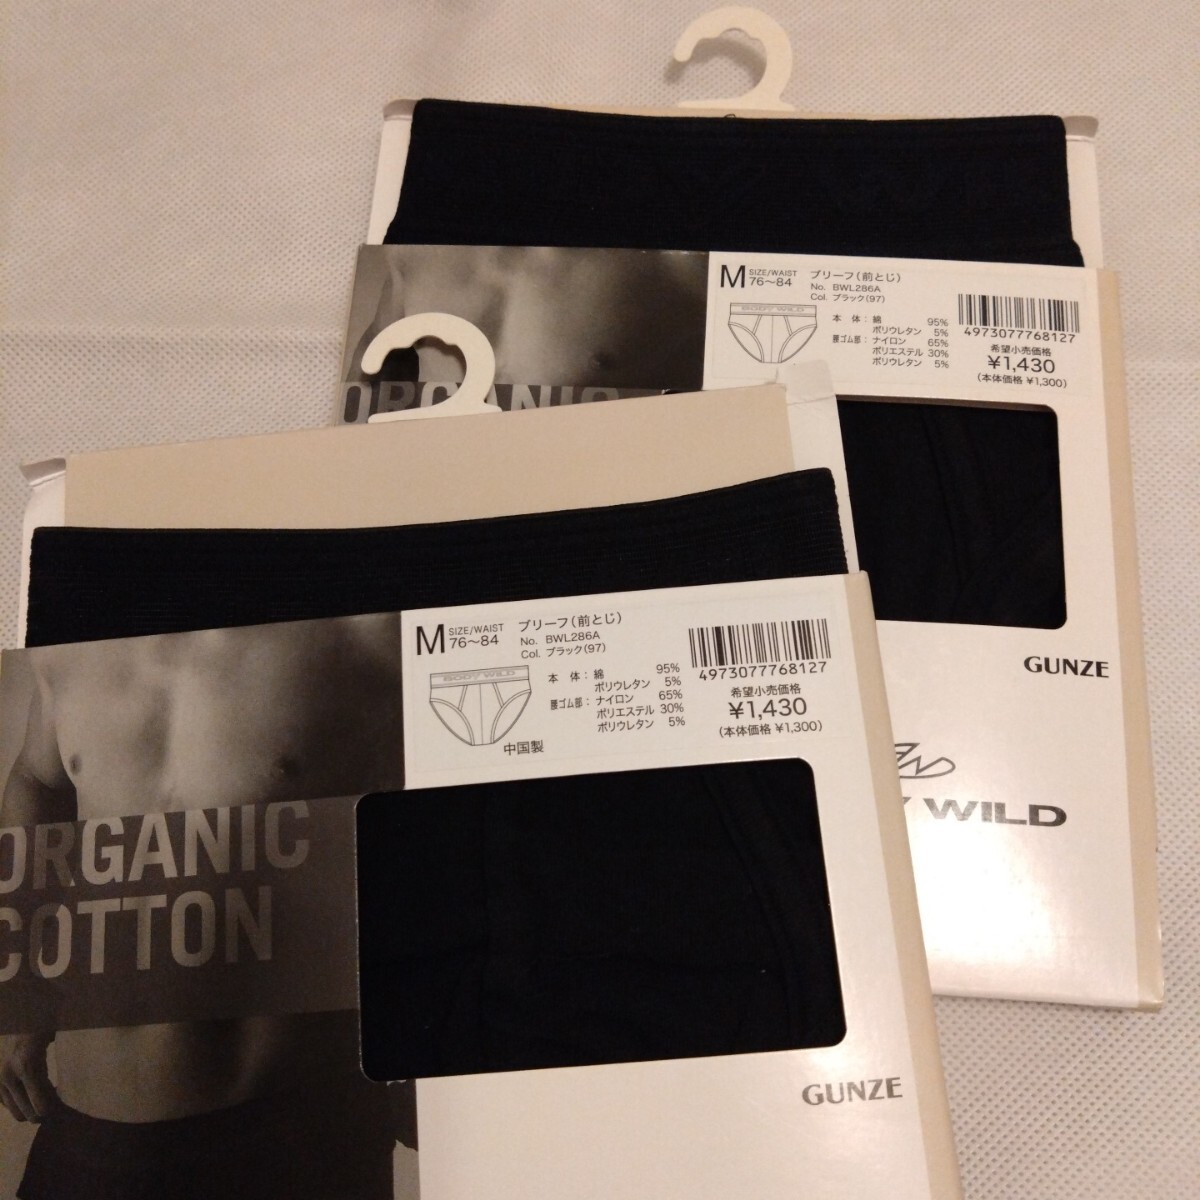 M SIZE/WAIST 76〜84
ブリーフ(前とじ)
No. BWL286A
Col. ブラック(97)
BODY WILD
本 体：綿 95%
ポリウレタン 5%
腰ゴム部：ナイロン 65%
ポリエステル 30%
ポリウレタン 5%
4973077768127
希望小売価格
¥1,430
(本体価格 ¥1,300)
ORGANIC
GUNZE
WILD
M SIZE/WAIST 76〜84
ブリーフ(前とじ)
No. BWL286A
Col. ブラック(97)
BODY WILD
本 体：綿 95%
ポリウレタン 5%
腰ゴム部：ナイロン 65%
ポリエステル 30%
ポリウレタン 5%
中国製
4973077768127
希望小売価格
¥1,430
(本体価格 ¥1,300)
ORGANIC
COTTON
GUNZE